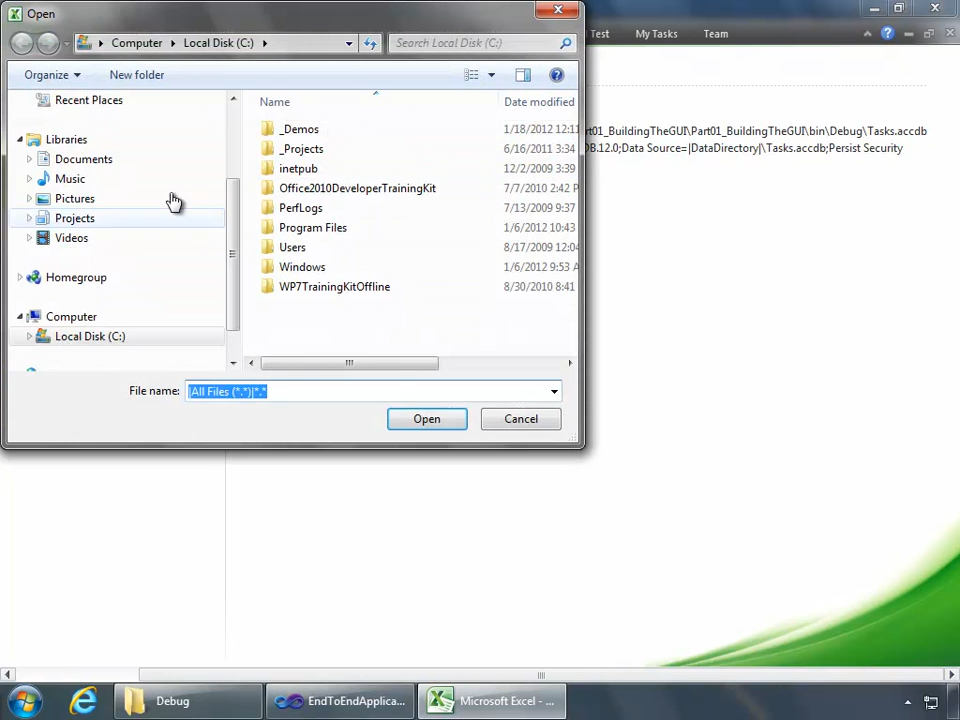 Open
Test
My Tasks
Team
Computer
Local Disk (C:)
Search Local Disk (C:)
Organize
New folder
Recent Places
Libraries
Documents
Music
Pictures
Projects
Videos
Homegroup
Computer
Local Disk (C:)
Name
Date modified
_Demos
1/18/2012 12:11
_Projects
6/16/2011 3:34
inetpub
12/2/2009 3:39
Office2010DeveloperTrainingKit
7/7/2010 2:42 P
PerfLogs
7/13/2009 9:37
Program Files
1/6/2012 12:43
Users
8/17/2009 12:04
Windows
1/6/2012 9:53 A
WP7TrainingKitOffline
8/30/2010 8:41
rt01_BuildingTheGUI\Part01_BuildingTheGUI\bin\Debug\Tasks.accdb
DB.12.0;Data Source=|DataDirectory|\Tasks.accdb;Persist Security
File name:
|All Files (*.*)|*.*
Open
Cancel
Debug
EndToEndApplica...
Microsoft Excel - ...